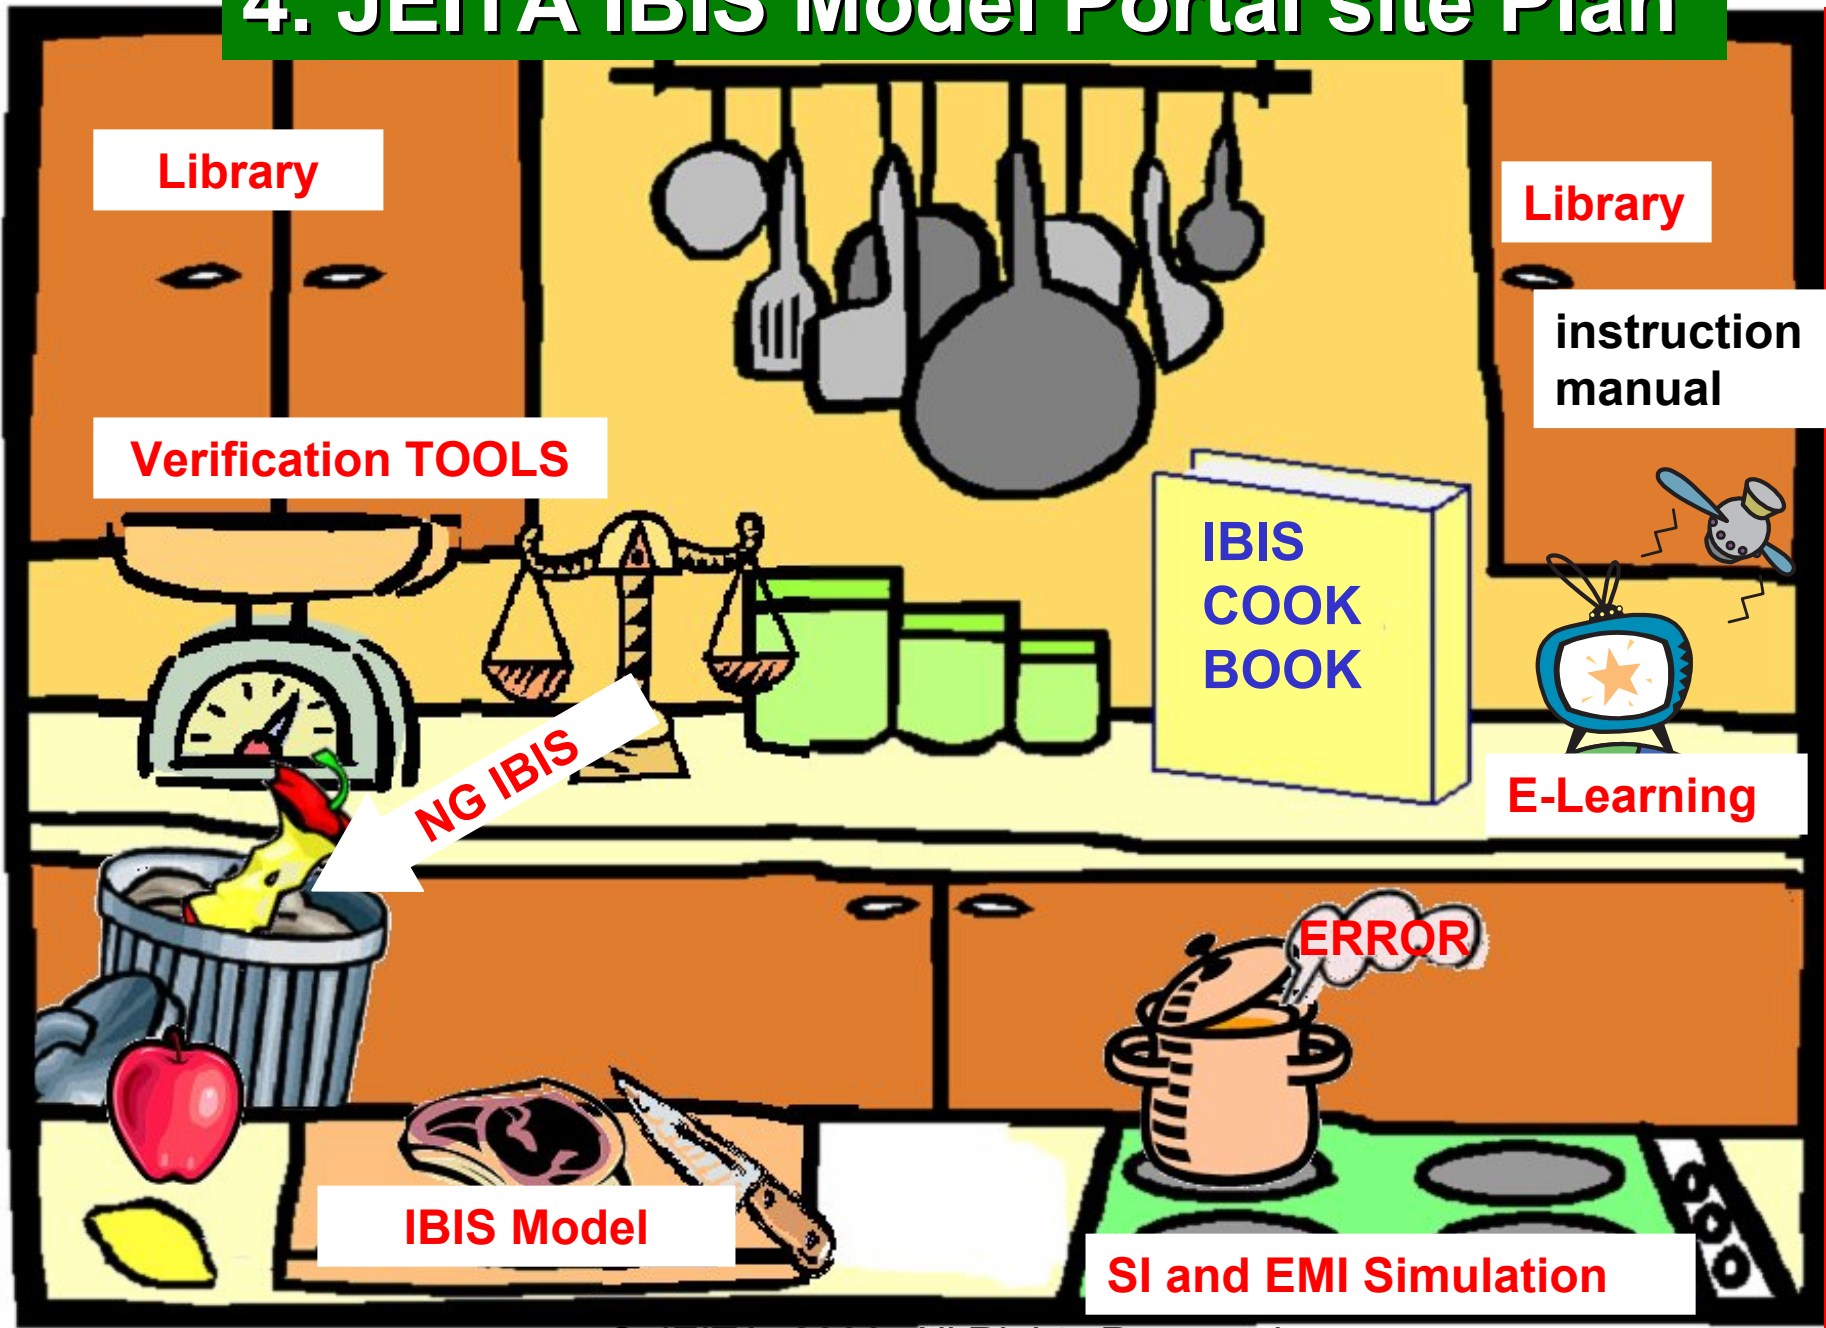 4. JEITA IBIS Model Portal site Plan
Library
Library
instruction
manual
Verification TOOLS
IBIS
COOK
BOOK
NG IBIS
E-Learning
ERROR
IBIS Model
SI and EMI Simulation